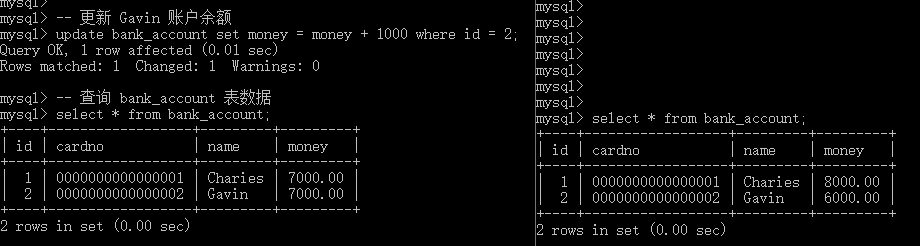 mysql>
mysql> -- 更新 Gavin 账户余额
mysql> update bank_account set money = money + 1000 where id = 2;
Query OK, 1 row affected (0.01 sec)
Rows matched: 1  Changed: 1  Warnings: 0
mysql> -- 查询 bank_account 表数据
mysql> select * from bank_account;
+----+------------------+---------+---------+
| id | cardno           | name    | money   |
+----+------------------+---------+---------+
|  1 | 0000000000000001 | Charies | 7000.00 |
|  2 | 0000000000000002 | Gavin   | 7000.00 |
+----+------------------+---------+---------+
2 rows in set (0.00 sec)
mysql>
mysql>
mysql>
mysql>
mysql>
mysql>
mysql> select * from bank_account;
+----+------------------+---------+---------+
| id | cardno           | name    | money   |
+----+------------------+---------+---------+
|  1 | 0000000000000001 | Charies | 8000.00 |
|  2 | 0000000000000002 | Gavin   | 6000.00 |
+----+------------------+---------+---------+
2 rows in set (0.00 sec)